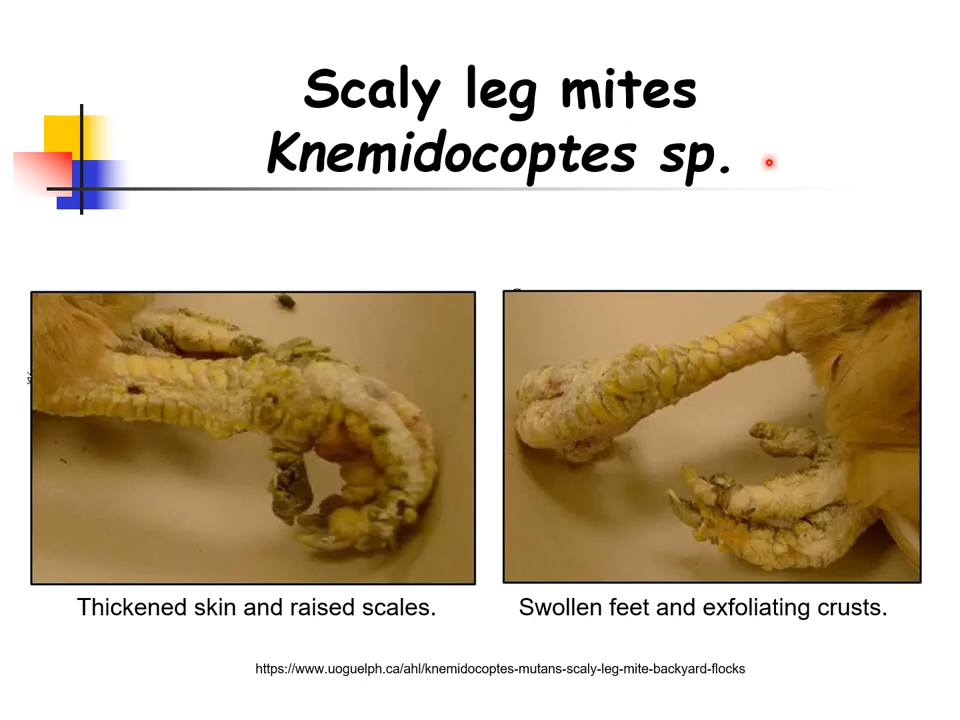 Scaly leg mites
Knemidocoptes sp.
Thickened skin and raised scales.
Swollen feet and exfoliating crusts.
https://www.uoguelph.ca/ahl/knemidocoptes-mutans-scaly-leg-mite-backyard-flocks